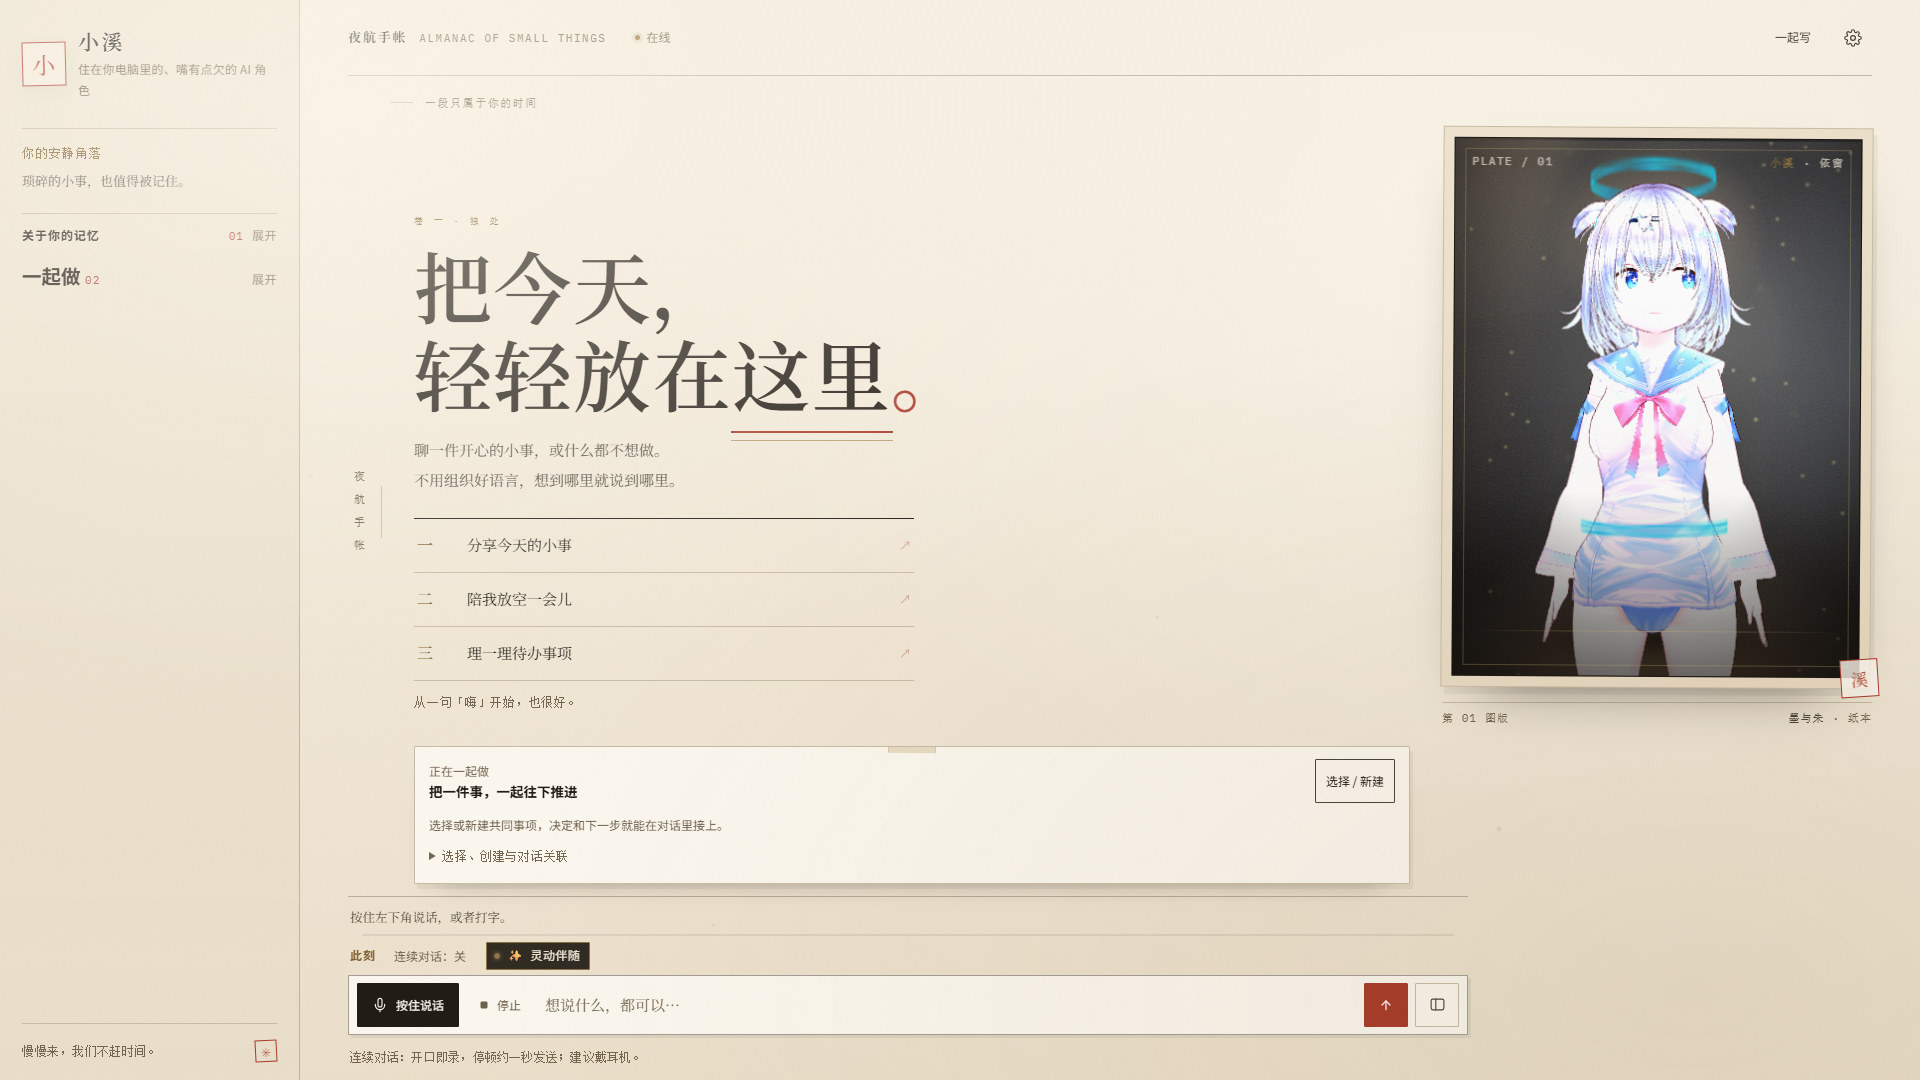 小
小溪
住在你电脑里的、嘴有点欠的 AI 角
色
你的安静角落
琐碎的小事，也值得被记住。
关于你的记忆 01 展开
一起做 02 展开
慢慢来，我们不赶时间。
夜航手帐 ALMANAC OF SMALL THINGS 在线
一起写
一段只属于你的时间
卷一 · 独处
把今天，
轻轻放在这里。
聊一件开心的小事，或什么都不想做。
不用组织好语言，想到哪里就说到哪里。
夜航手帐
一 分享今天的小事 ↗
二 陪我放空一会儿 ↗
三 理一理待办事项 ↗
从一句「嗨」开始，也很好。
PLATE / 01 小溪 · 依窗
溪
第 01 图版 墨与朱 · 纸本
正在一起做
把一件事，一起往下推进
选择 / 新建
选择或新建共同事项，决定和下一步就能在对话里接上。
▶ 选择、创建与对话关联
按住左下角说话，或者打字。
此刻 连续对话：关 ✨ 灵动伴随
按住说话 停止 想说什么，都可以…
连续对话：开口即录，停顿约一秒发送；建议戴耳机。